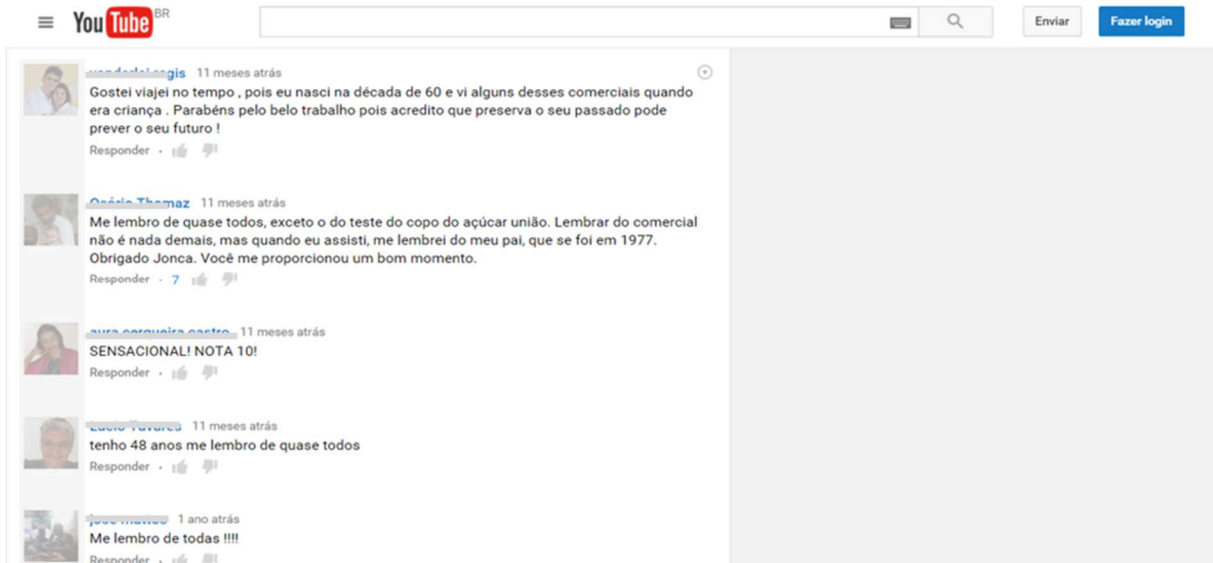 YouTube BR
Enviar
Fazer login
11 meses atrás
Gostei viajei no tempo , pois eu nasci na década de 60 e vi alguns desses comerciais quando
era criança . Parabéns pelo belo trabalho pois acredito que preserva o seu passado pode
prever o seu futuro !
Responder ·
11 meses atrás
Me lembro de quase todos, exceto o do teste do copo do açúcar união. Lembrar do comercial
não é nada demais, mas quando eu assisti, me lembrei do meu pai, que se foi em 1977.
Obrigado Jonca. Você me proporcionou um bom momento.
Responder · 7
11 meses atrás
SENSACIONAL! NOTA 10!
Responder ·
11 meses atrás
tenho 48 anos me lembro de quase todos
Responder ·
1 ano atrás
Me lembro de todas !!!!
Responder ·